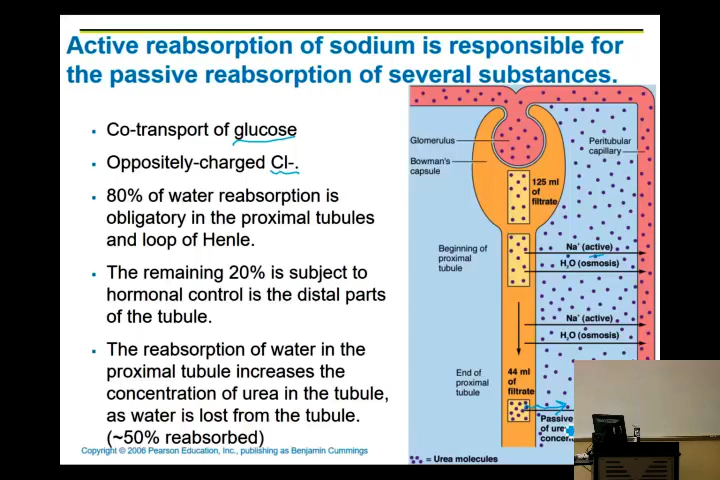 Active reabsorption of sodium is responsible for
the passive reabsorption of several substances.
Co-transport of glucose
Oppositely-charged Cl-.
80% of water reabsorption is
obligatory in the proximal tubules
and loop of Henle.
The remaining 20% is subject to
hormonal control is the distal parts
of the tubule.
The reabsorption of water in the
proximal tubule increases the
concentration of urea in the tubule,
as water is lost from the tubule.
(~50% reabsorbed)
Copyright © 2006 Pearson Education, Inc., publishing as Benjamin Cummings
Glomerulus
Bowman's
capsule
Peritubular
capillary
125 ml
of
filtrate
Beginning of
proximal
tubule
Na⁺ (active)
H₂O (osmosis)
Na⁺ (active)
H₂O (osmosis)
End of
proximal
tubule
44 ml
of
filtrate
Passive
of
= Urea molecules